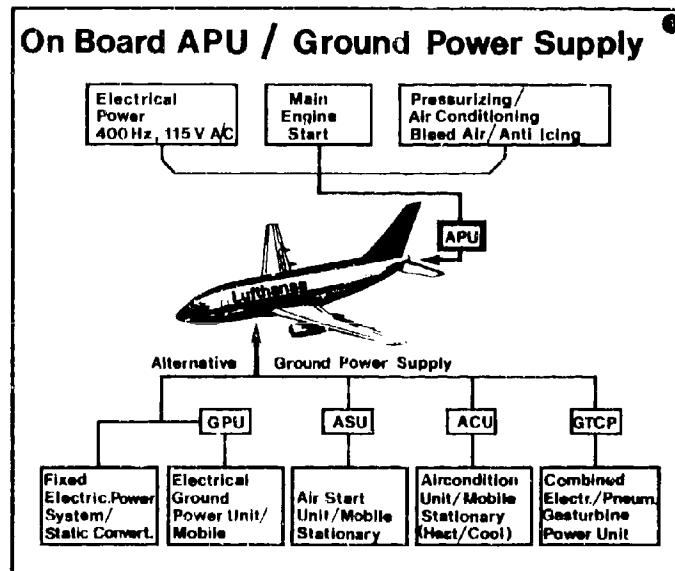 On Board APU / Ground Power Supply
Electrical
Power
400 Hz, 115 V A/C
Main
Engine
Start
Pressurizing/
Air Conditioning
Bleed Air/Anti Icing
APU
Lufthansa
Alternative Ground Power Supply
GPU
ASU
ACU
GTCP
Fixed
Electric.Power
System/
Static Convert.
Electrical
Ground
Power Unit/
Mobile
Air Start
Unit/Mobile
Stationary
Aircondition
Unit/Mobile
Stationary
(Heat/Cool)
Combined
Electr./Pneum.
Gasturbine
Power Unit